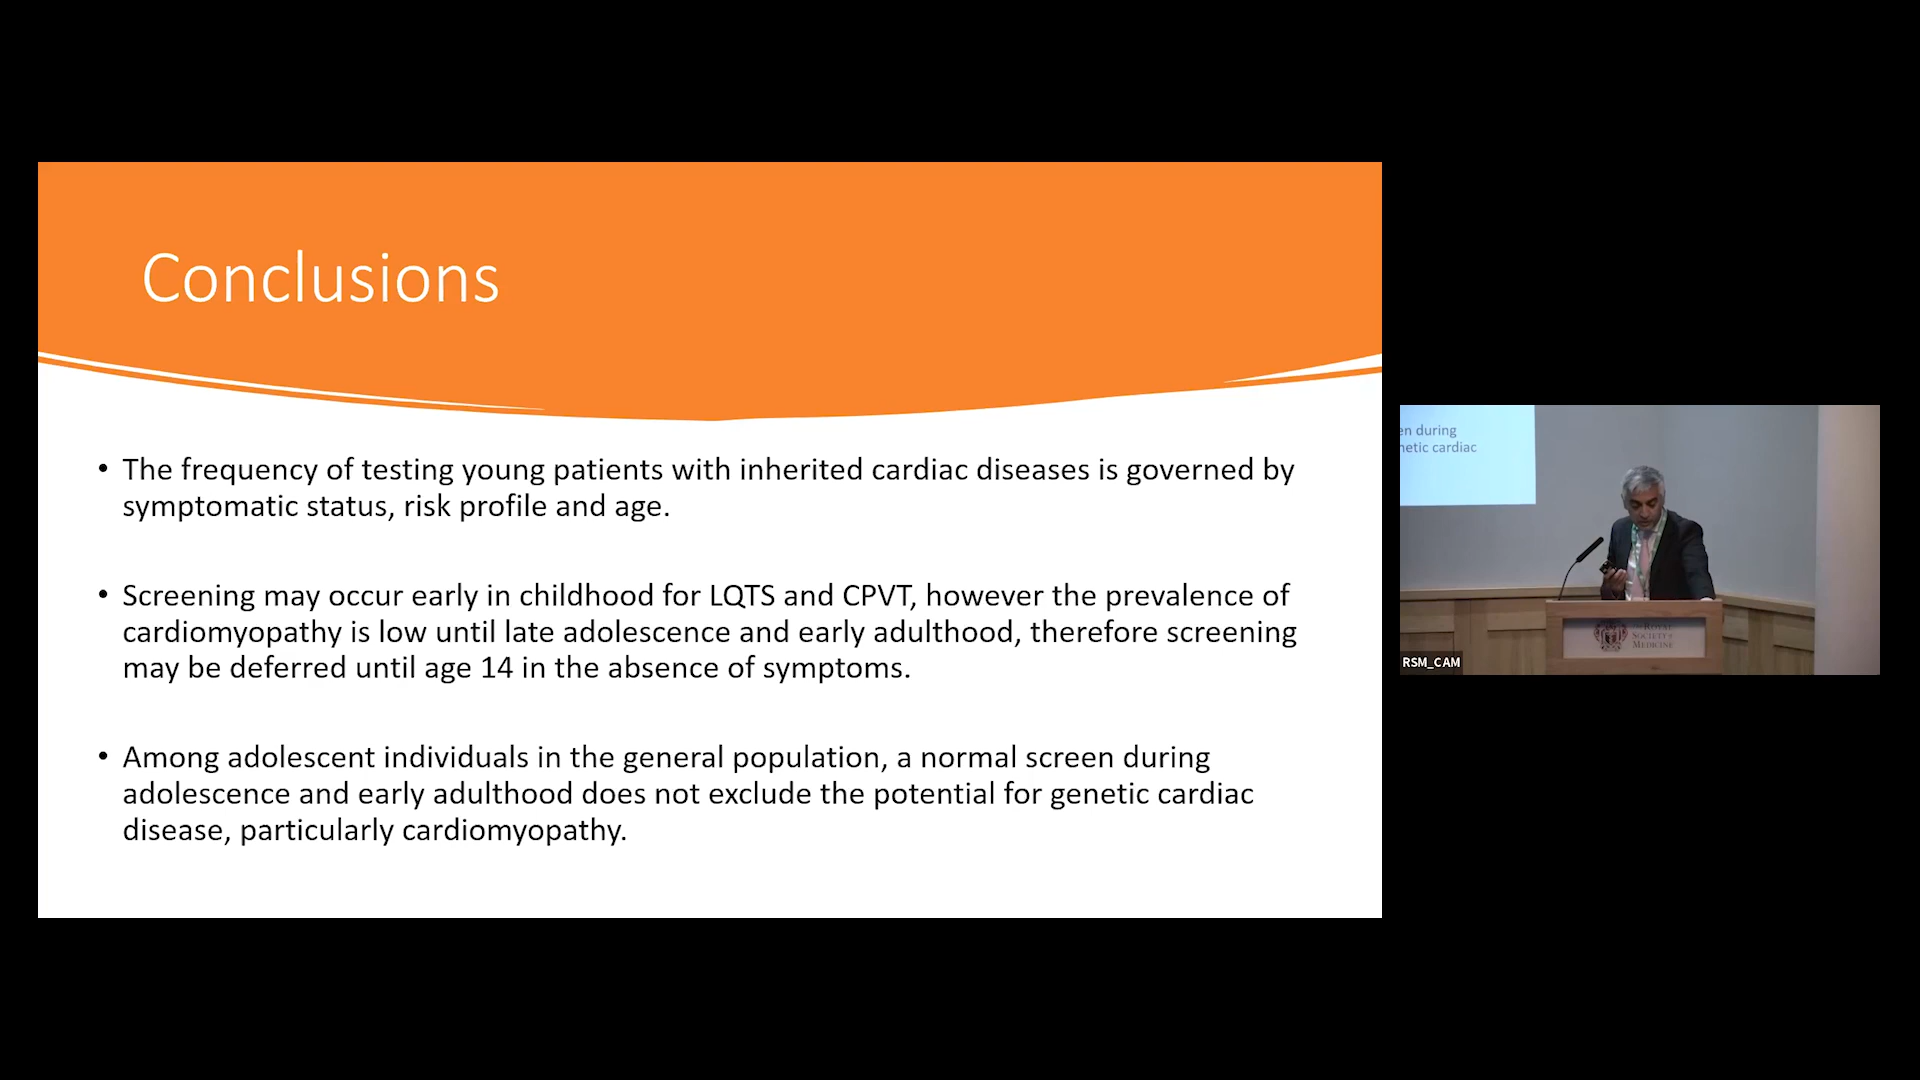 Conclusions
• The frequency of testing young patients with inherited cardiac diseases is governed by
symptomatic status, risk profile and age.
• Screening may occur early in childhood for LQTS and CPVT, however the prevalence of
cardiomyopathy is low until late adolescence and early adulthood, therefore screening
may be deferred until age 14 in the absence of symptoms.
• Among adolescent individuals in the general population, a normal screen during
adolescence and early adulthood does not exclude the potential for genetic cardiac
disease, particularly cardiomyopathy.
en during
netic cardiac
ROYAL
SOCIETY of
MEDICINE
RSM_CAM